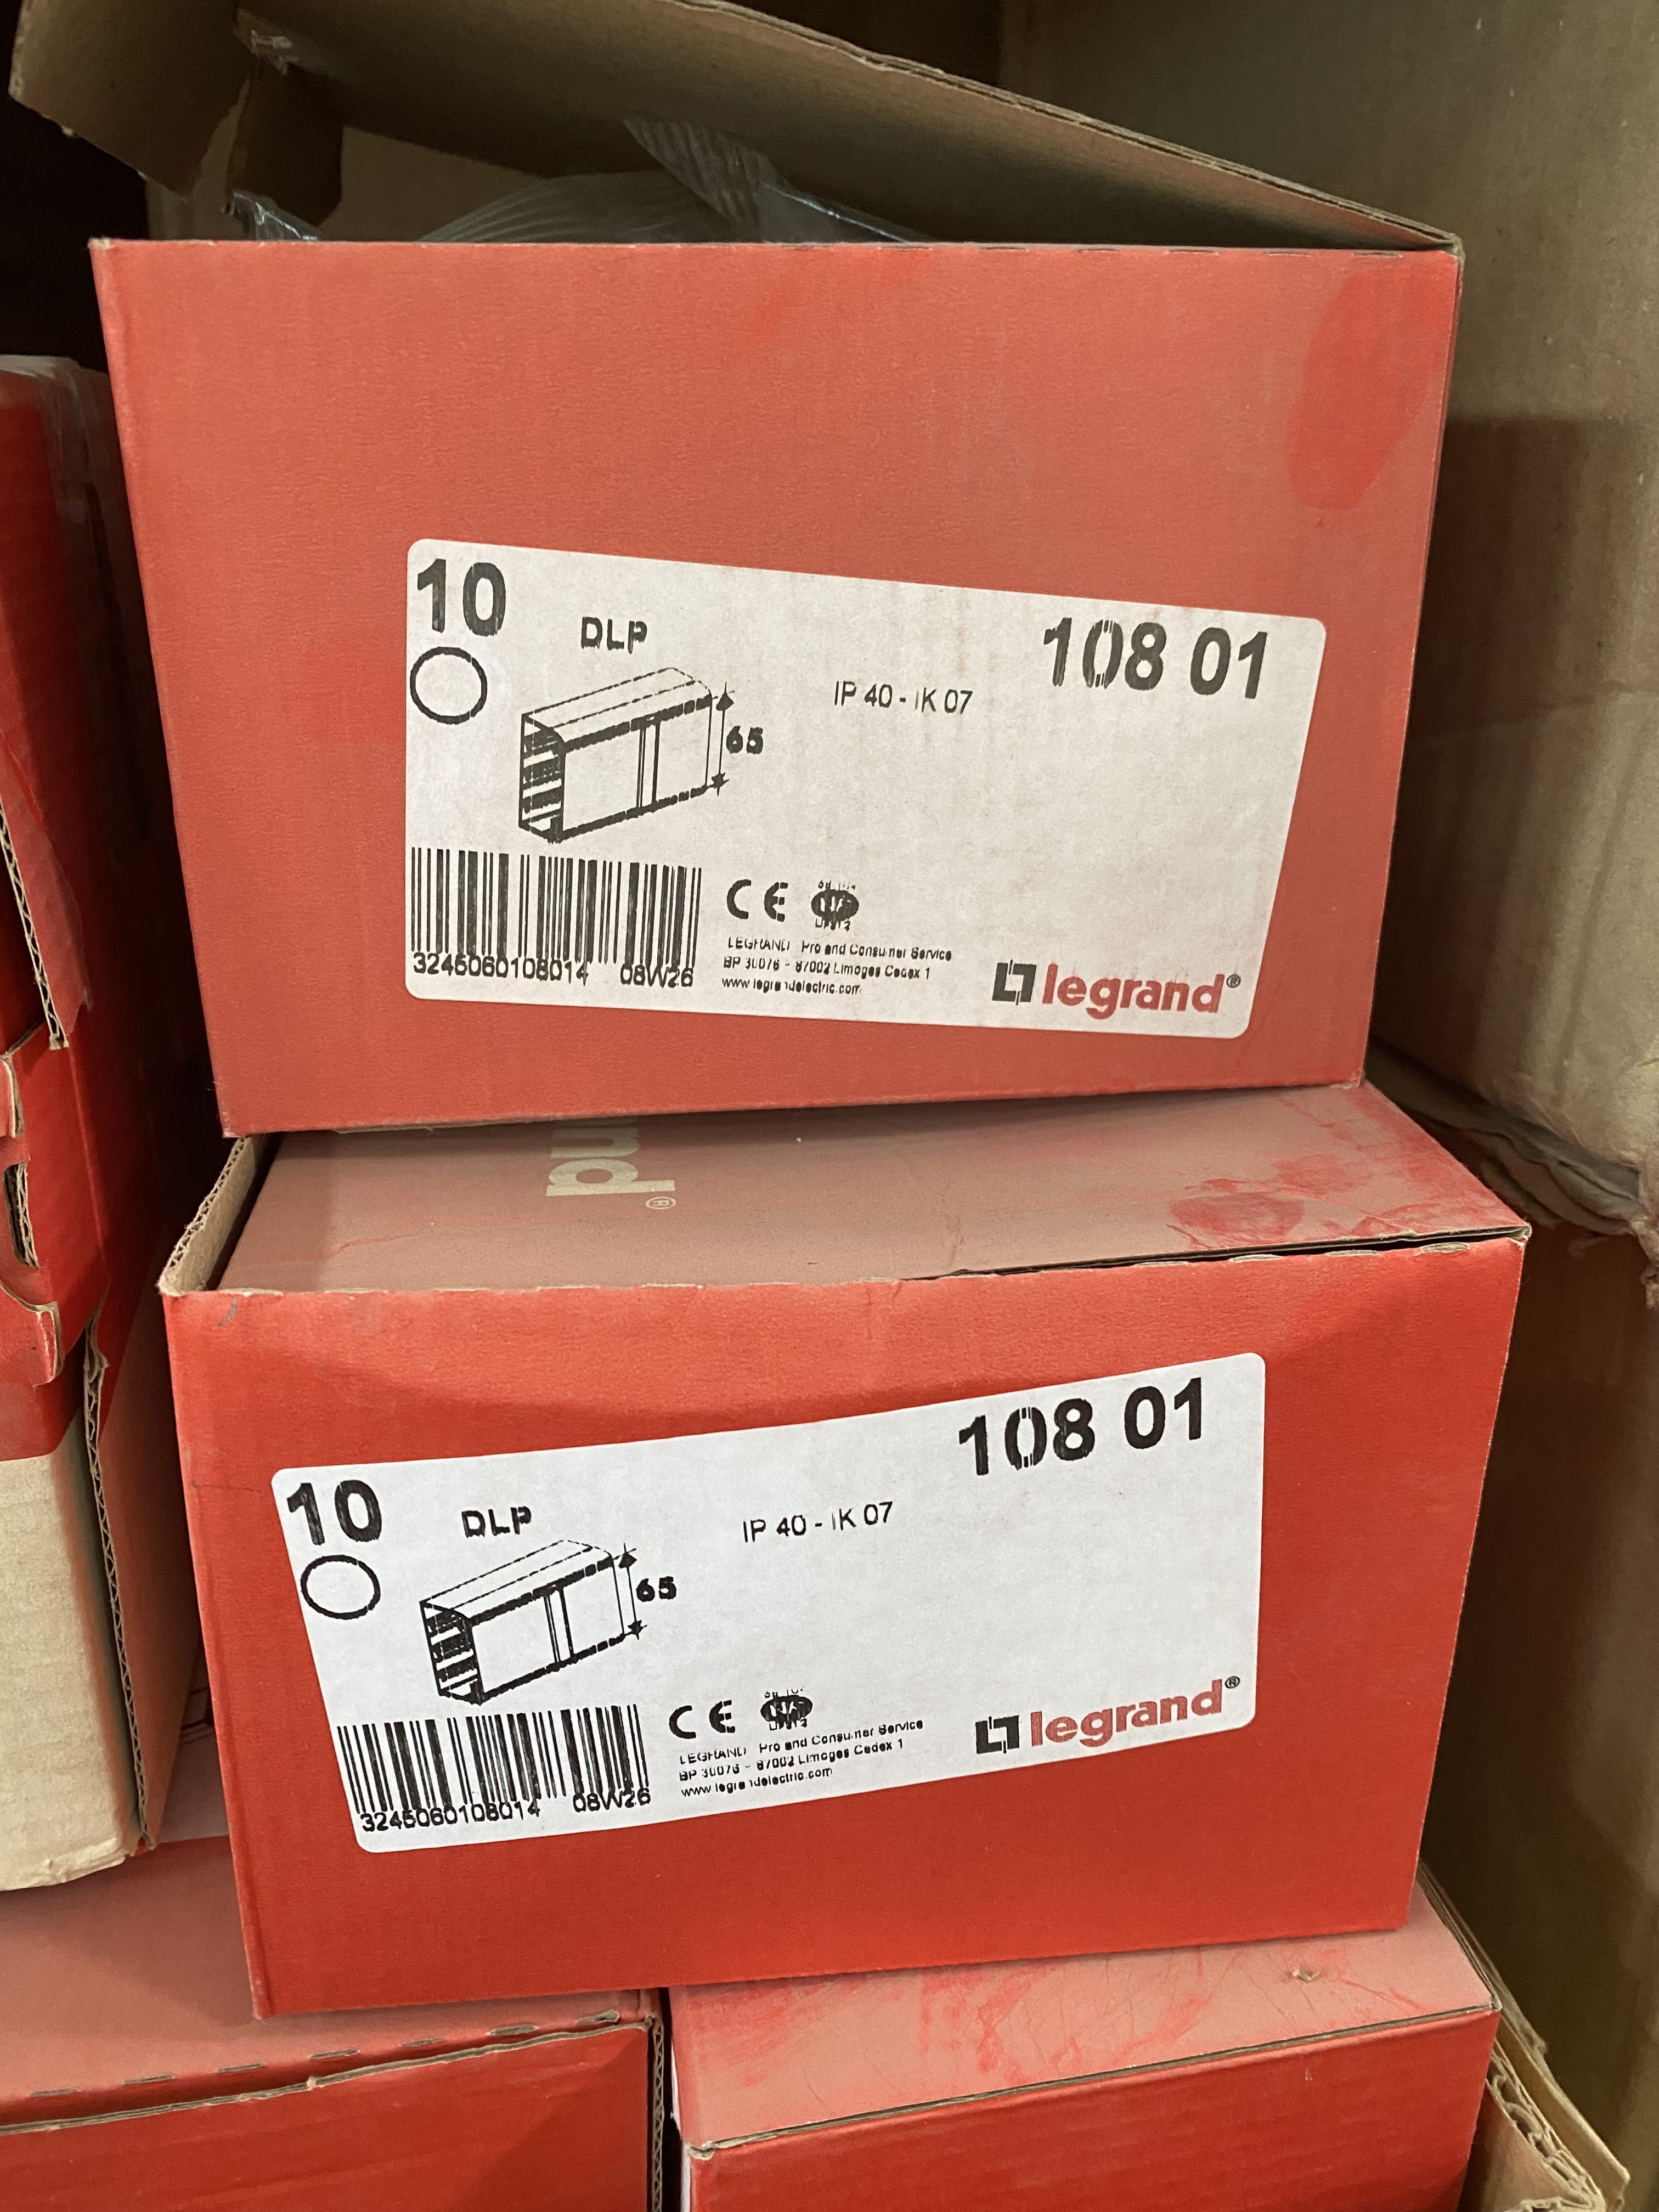 10
DLP
108 01
IP 40 - IK 07
65
CE
3245060108014 08W26
LEGRAND Pro and Consumer Service
BP 30076 - 87002 Limoges Cedex 1
www.legrandelectric.com
legrand®
nd®
10
DLP
108 01
IP 40 - IK 07
65
CE
3245060108014 08W26
LEGRAND Pro and Consumer Service
BP 30076 - 87002 Limoges Cedex 1
www.legrandelectric.com
legrand®